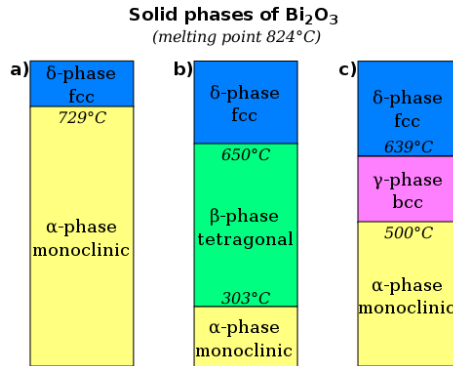 Solid phases of Bi₂O₃
(melting point 824°C)
a)
δ-phase
fcc
729°C
α-phase
monoclinic
b)
δ-phase
fcc
650°C
β-phase
tetragonal
303°C
α-phase
monoclinic
c)
δ-phase
fcc
639°C
γ-phase
bcc
500°C
α-phase
monoclinic